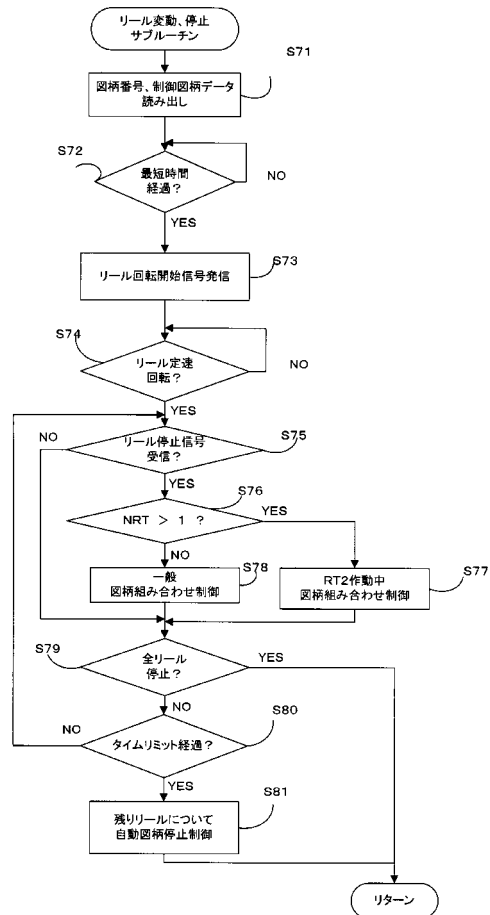 リール変動、停止
サブルーチン
S71
図柄番号、制御図柄データ
読み出し
S72
最短時間
経過?
NO
YES
S73
リール回転開始信号発信
S74
リール定速
回転?
NO
YES
NO
リール停止信号
受信?
S75
YES
S76
NRT > 1 ?
YES
NO
一般
図柄組み合わせ制御
S78
RT2作動中
図柄組み合わせ制御
S77
S79
全リール
停止?
YES
NO
S80
NO
タイムリミット経過?
YES
S81
残りリールについて
自動図柄停止制御
リターン